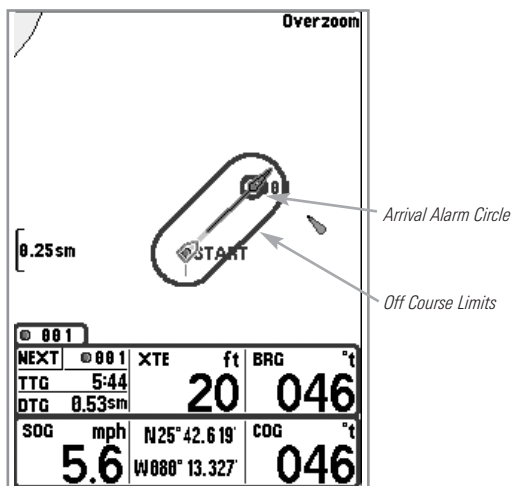 Overzoom
Arrival Alarm Circle
START
0.25sm
Off Course Limits
001
NEXT 001 XTE ft BRG °t
TTG 5:44
DTG 0.53sm 20 046
SOG mph N25° 42.619' COG °t
5.6 W080° 13.327' 046